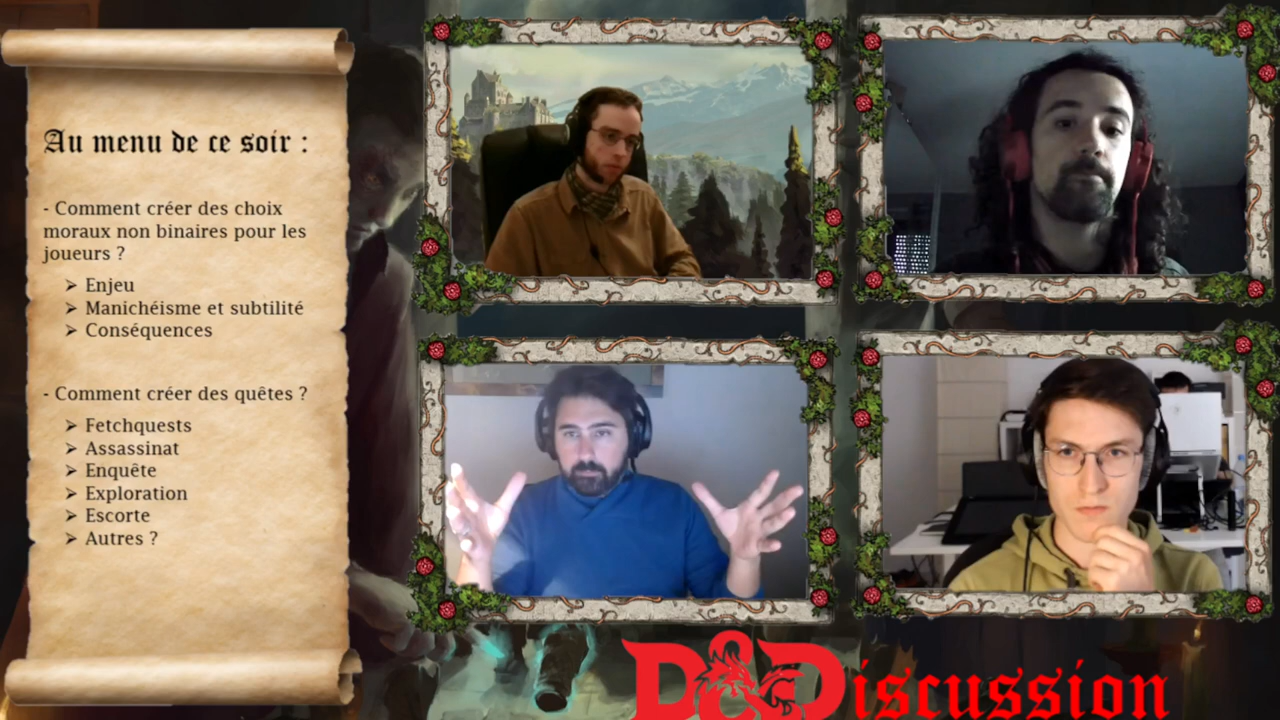 Au menu de ce soir :
- Comment créer des choix
moraux non binaires pour les
joueurs ?
➢ Enjeu
➢ Manichéisme et subtilité
➢ Conséquences
- Comment créer des quêtes ?
➢ Fetchquests
➢ Assassinat
➢ Enquête
➢ Exploration
➢ Escorte
➢ Autres ?
D&Discussion